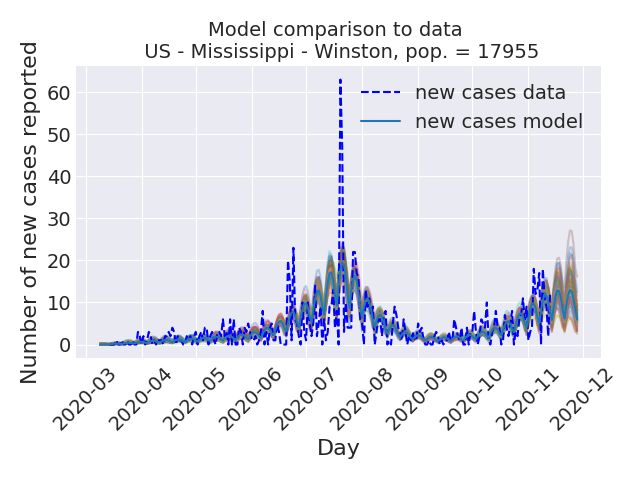 Model comparison to data
US - Mississippi - Winston, pop. = 17955
Number of new cases reported
60
50
40
30
20
10
0
new cases data
new cases model
2020-03
2020-04
2020-05
2020-06
2020-07
2020-08
2020-09
2020-10
2020-11
2020-12
Day